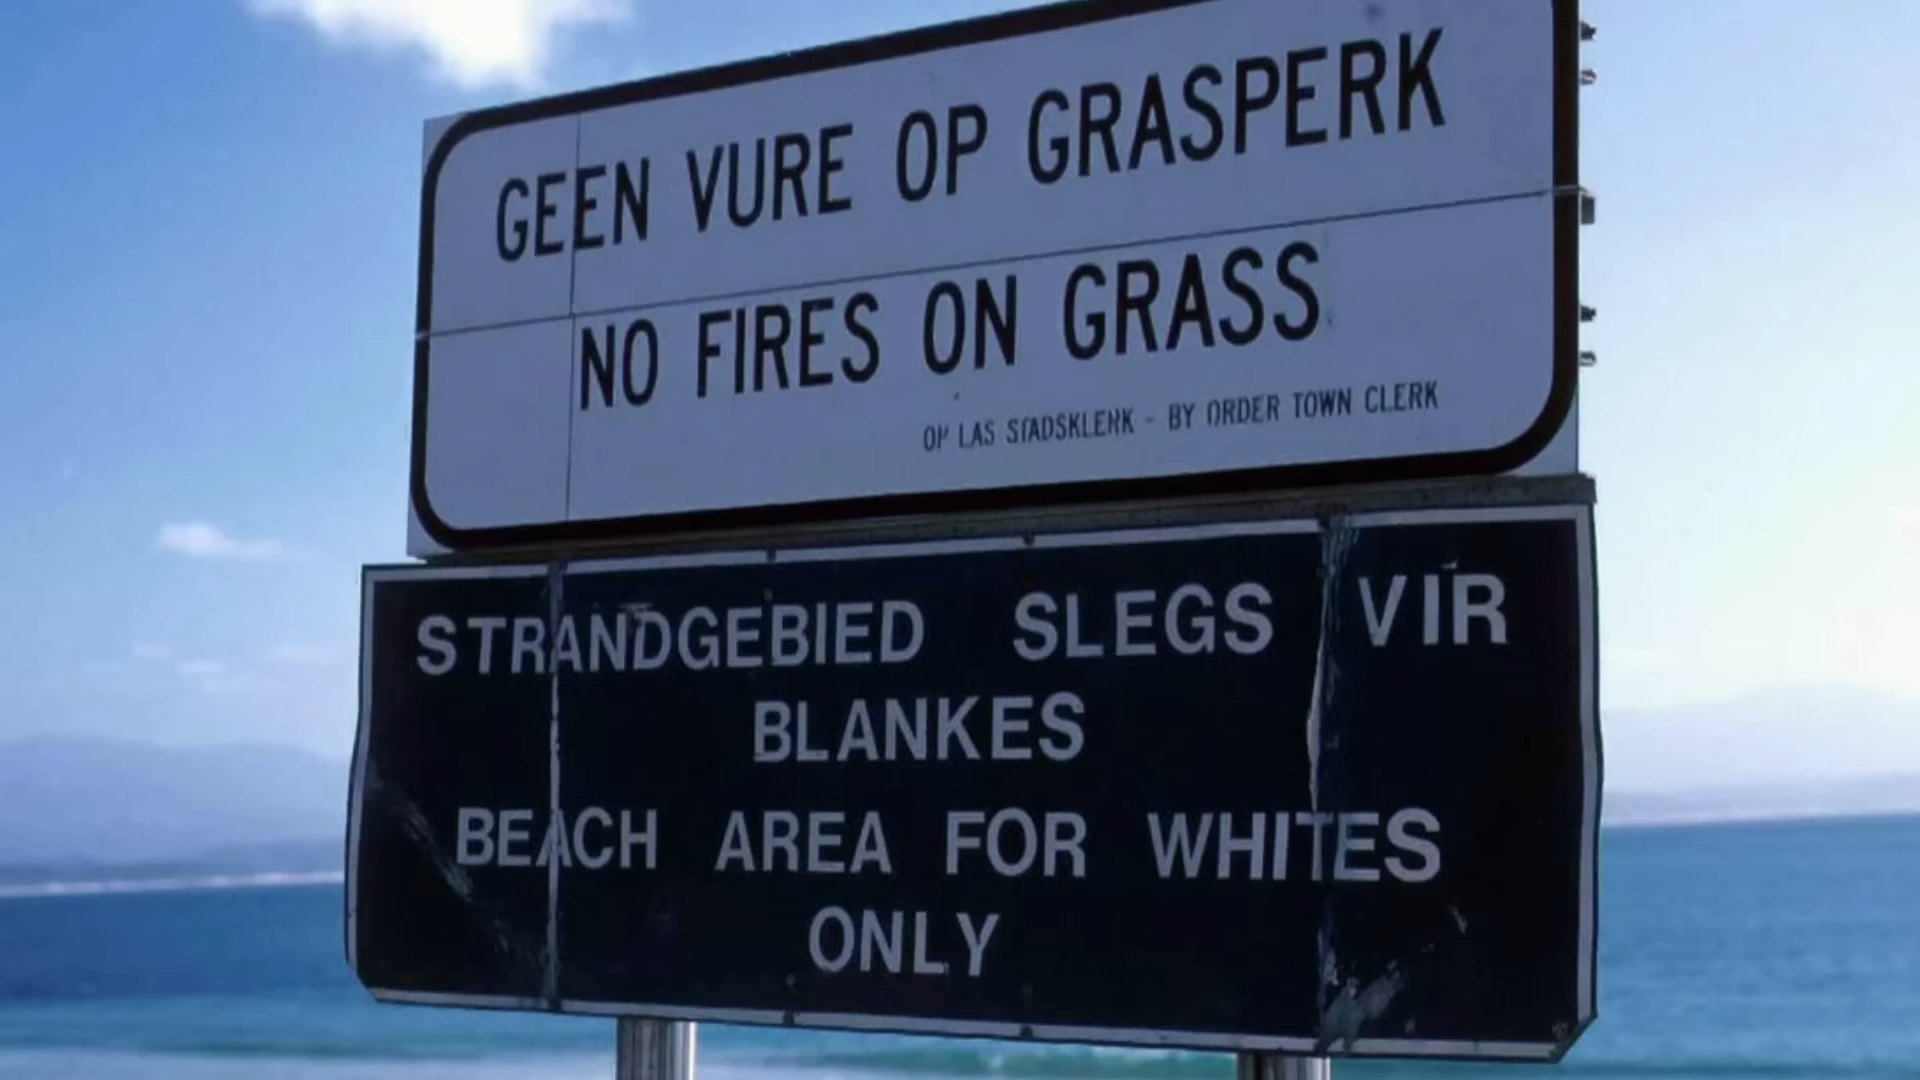 GEEN VURE OP GRASPERK
NO FIRES ON GRASS
OP LAS STADSKLERK - BY ORDER TOWN CLERK
STRANDGEBIED SLEGS VIR
BLANKES
BEACH AREA FOR WHITES
ONLY